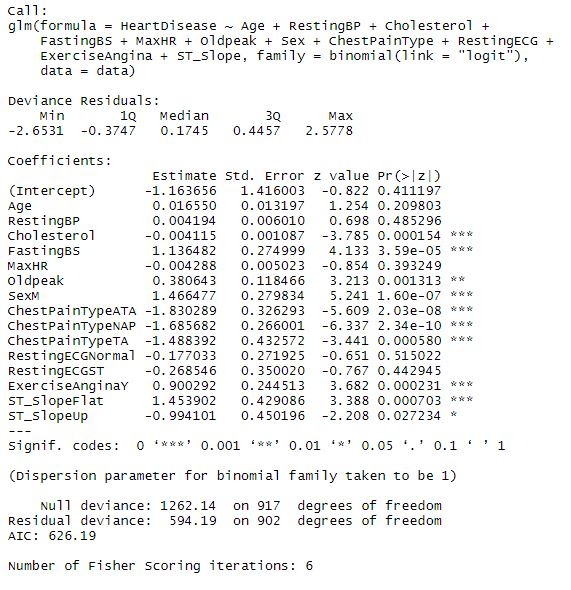 Call:
glm(formula = HeartDisease ~ Age + RestingBP + Cholesterol +
    FastingBS + MaxHR + Oldpeak + Sex + ChestPainType + RestingECG +
    ExerciseAngina + ST_Slope, family = binomial(link = "logit"),
    data = data)

Deviance Residuals:
    Min       1Q   Median       3Q      Max
-2.6531  -0.3747   0.1745   0.4457   2.5778

Coefficients:
                  Estimate Std. Error z value Pr(>|z|)
(Intercept)      -1.163656   1.416003  -0.822 0.411197
Age               0.016550   0.013197   1.254 0.209803
RestingBP         0.004194   0.006010   0.698 0.485296
Cholesterol      -0.004115   0.001087  -3.785 0.000154 ***
FastingBS         1.136482   0.274999   4.133 3.59e-05 ***
MaxHR            -0.004288   0.005023  -0.854 0.393249
Oldpeak           0.380643   0.118466   3.213 0.001313 **
SexM              1.466477   0.279834   5.241 1.60e-07 ***
ChestPainTypeATA -1.830289   0.326293  -5.609 2.03e-08 ***
ChestPainTypeNAP -1.685682   0.266001  -6.337 2.34e-10 ***
ChestPainTypeTA  -1.488392   0.432572  -3.441 0.000580 ***
RestingECGNormal -0.177033   0.271925  -0.651 0.515022
RestingECGST     -0.268546   0.350020  -0.767 0.442945
ExerciseAnginaY   0.900292   0.244513   3.682 0.000231 ***
ST_SlopeFlat      1.453902   0.429086   3.388 0.000703 ***
ST_SlopeUp       -0.994101   0.450196  -2.208 0.027234 *
---
Signif. codes:  0 ‘***’ 0.001 ‘**’ 0.01 ‘*’ 0.05 ‘.’ 0.1 ‘ ’ 1

(Dispersion parameter for binomial family taken to be 1)

    Null deviance: 1262.14  on 917  degrees of freedom
Residual deviance:  594.19  on 902  degrees of freedom
AIC: 626.19

Number of Fisher Scoring iterations: 6